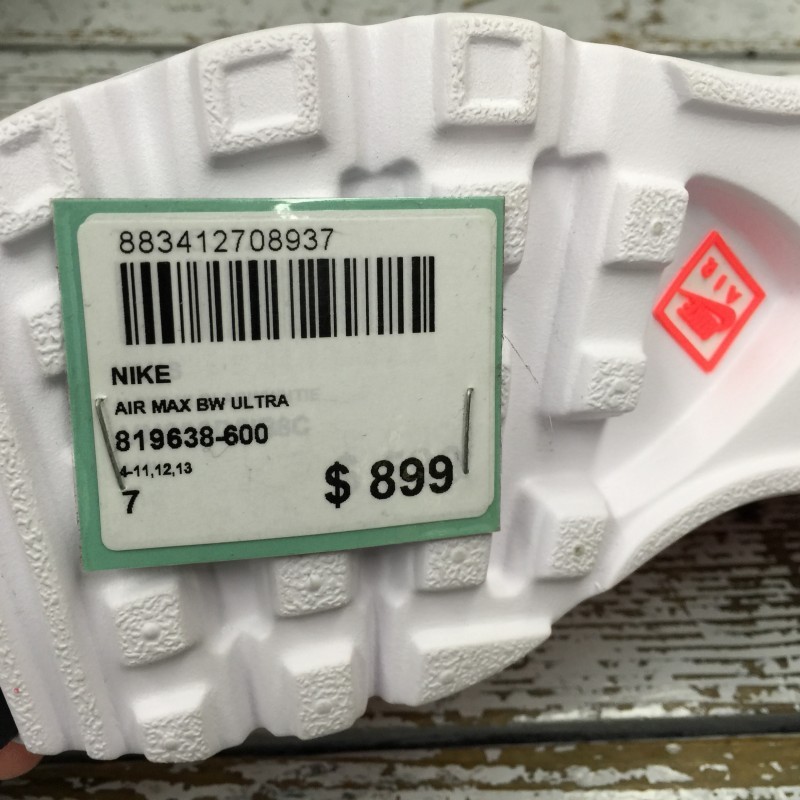 883412708937
NIKE
AIR MAX BW ULTRA
819638-600
4-11,12,13
7
$ 899
AIR